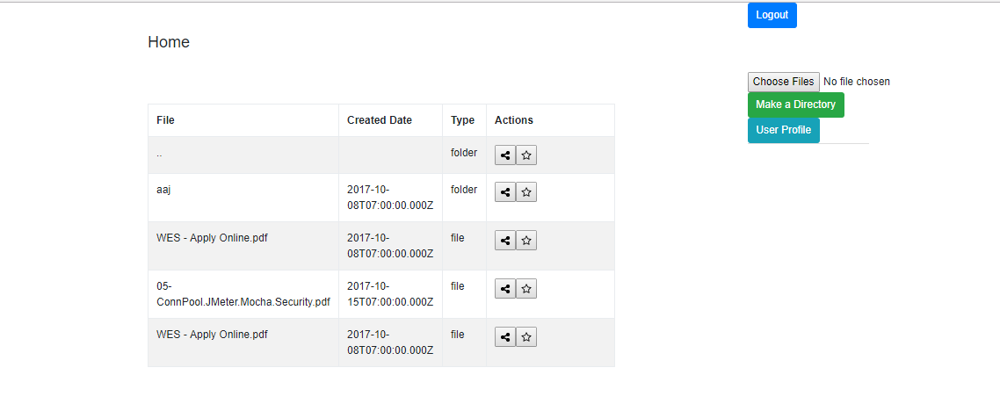 Logout
Home
Choose Files No file chosen
Make a Directory
User Profile
File Created Date Type Actions
.. folder
aaj 2017-10- folder
08T07:00:00.000Z
WES - Apply Online.pdf 2017-10- file
08T07:00:00.000Z
05- 2017-10- file
ConnPool.JMeter.Mocha.Security.pdf 15T07:00:00.000Z
WES - Apply Online.pdf 2017-10- file
08T07:00:00.000Z